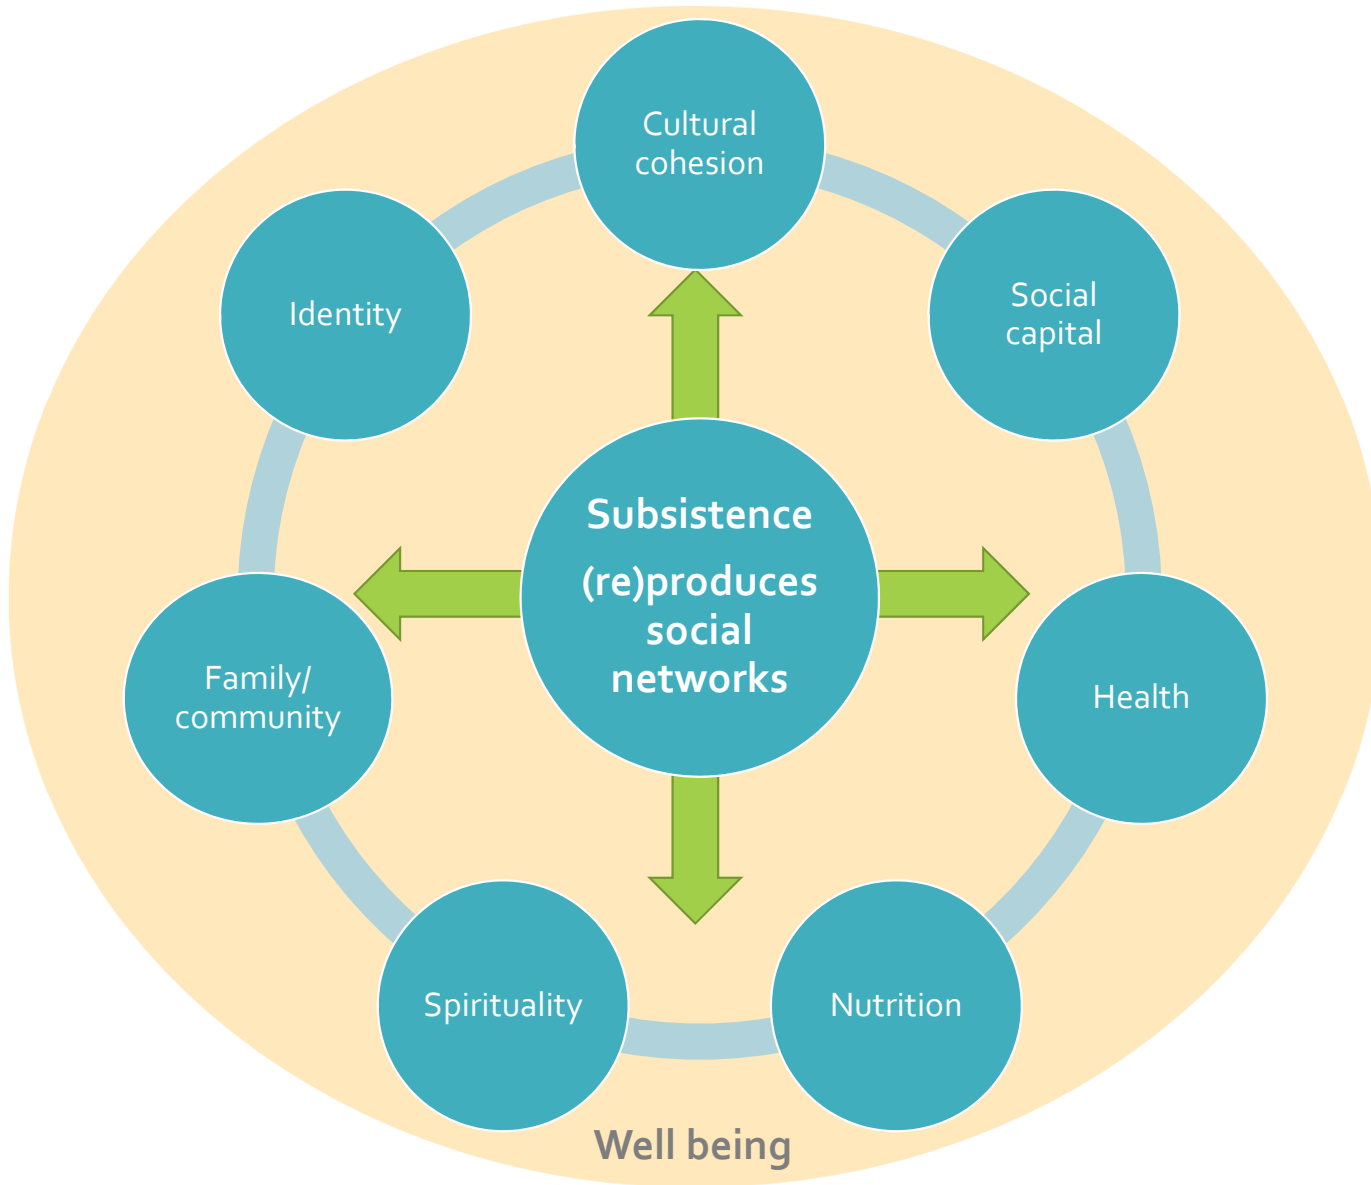 Cultural
cohesion
Social
capital
Identity
Subsistence
(re)produces
social
networks
Family/
community
Health
Spirituality
Nutrition
Well being